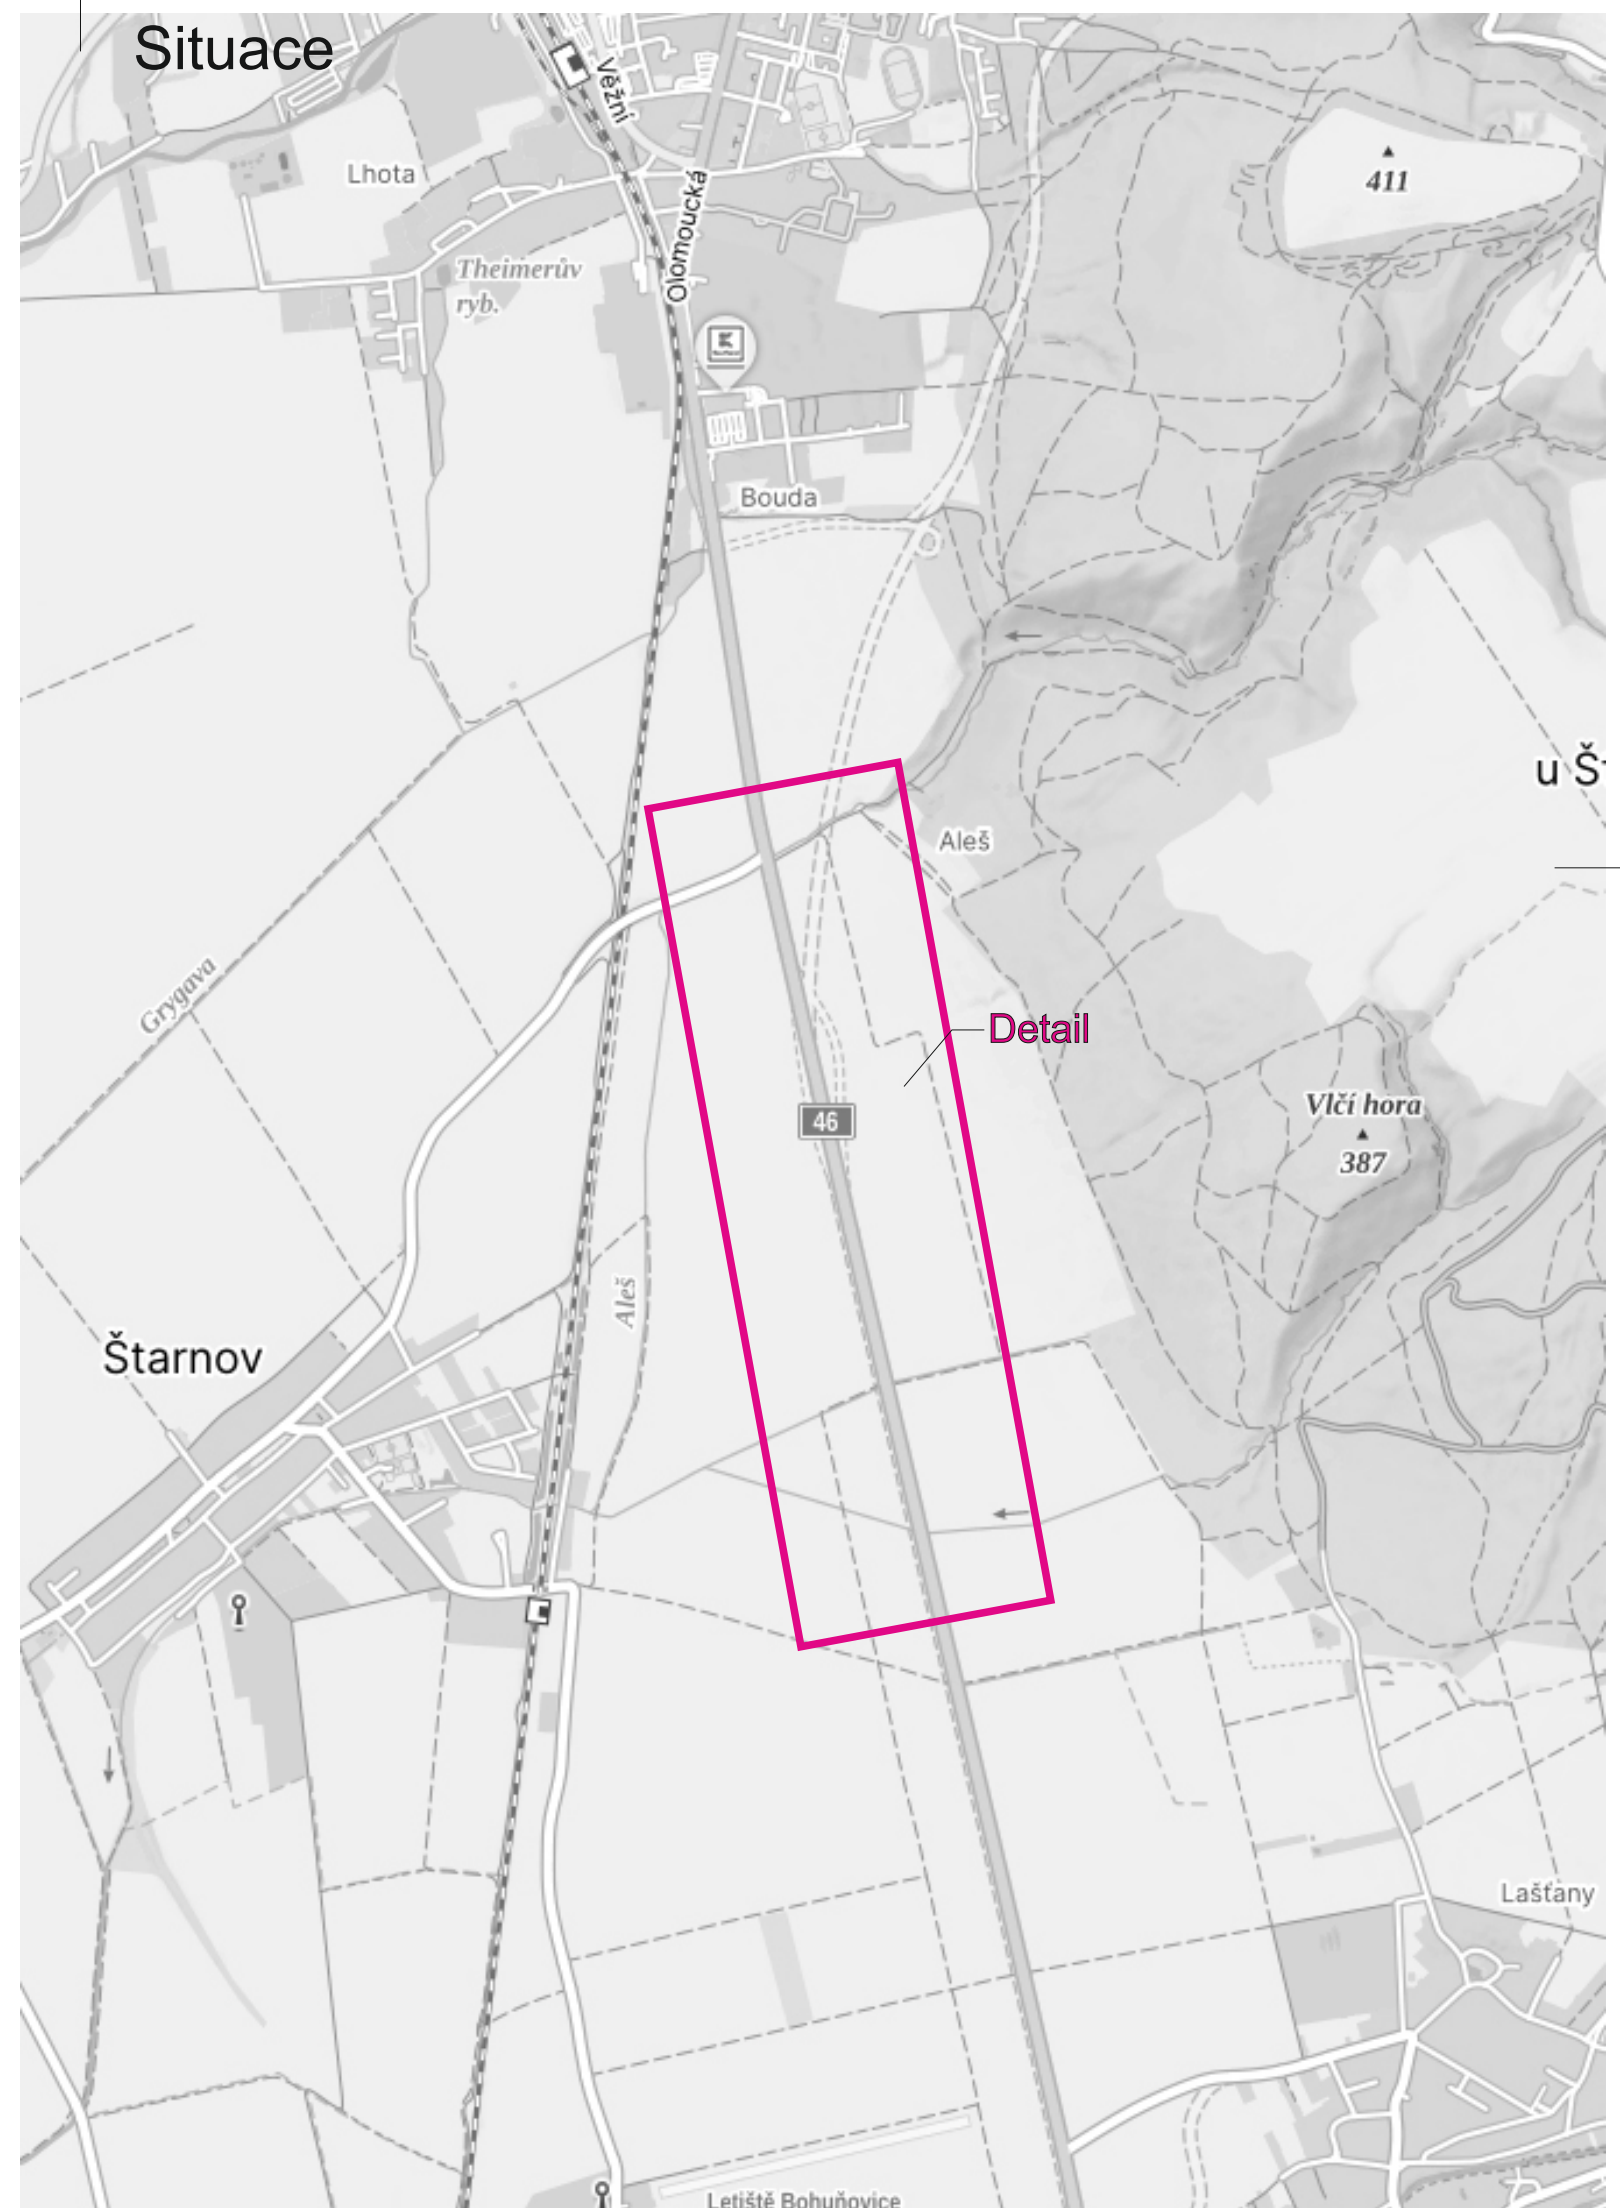 Situace
Věžní
Lhota
411
Olomoucká
Theimerův
ryb.
K
Bouda
u Š
Aleš
Grygava
Detail
Vlčí hora
387
46
Aleš
Štarnov
Lašťany
Letiště Bohuňovice